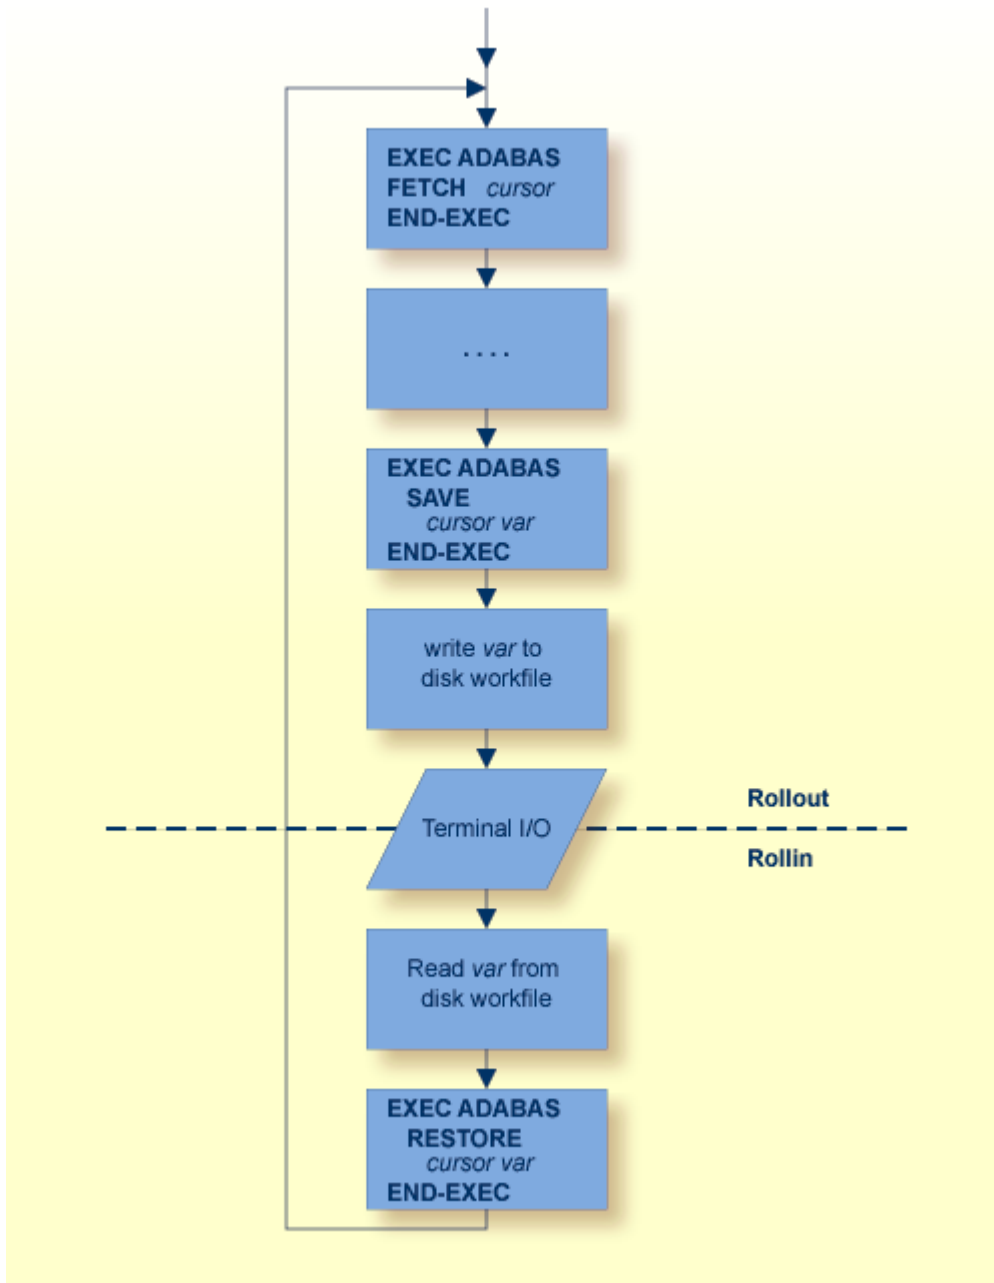 EXEC ADABAS
FETCH cursor
END-EXEC
....
EXEC ADABAS
SAVE
cursor var
END-EXEC
write var to
disk workfile
Terminal I/O
Rollout
Rollin
Read var from
disk workfile
EXEC ADABAS
RESTORE
cursor var
END-EXEC